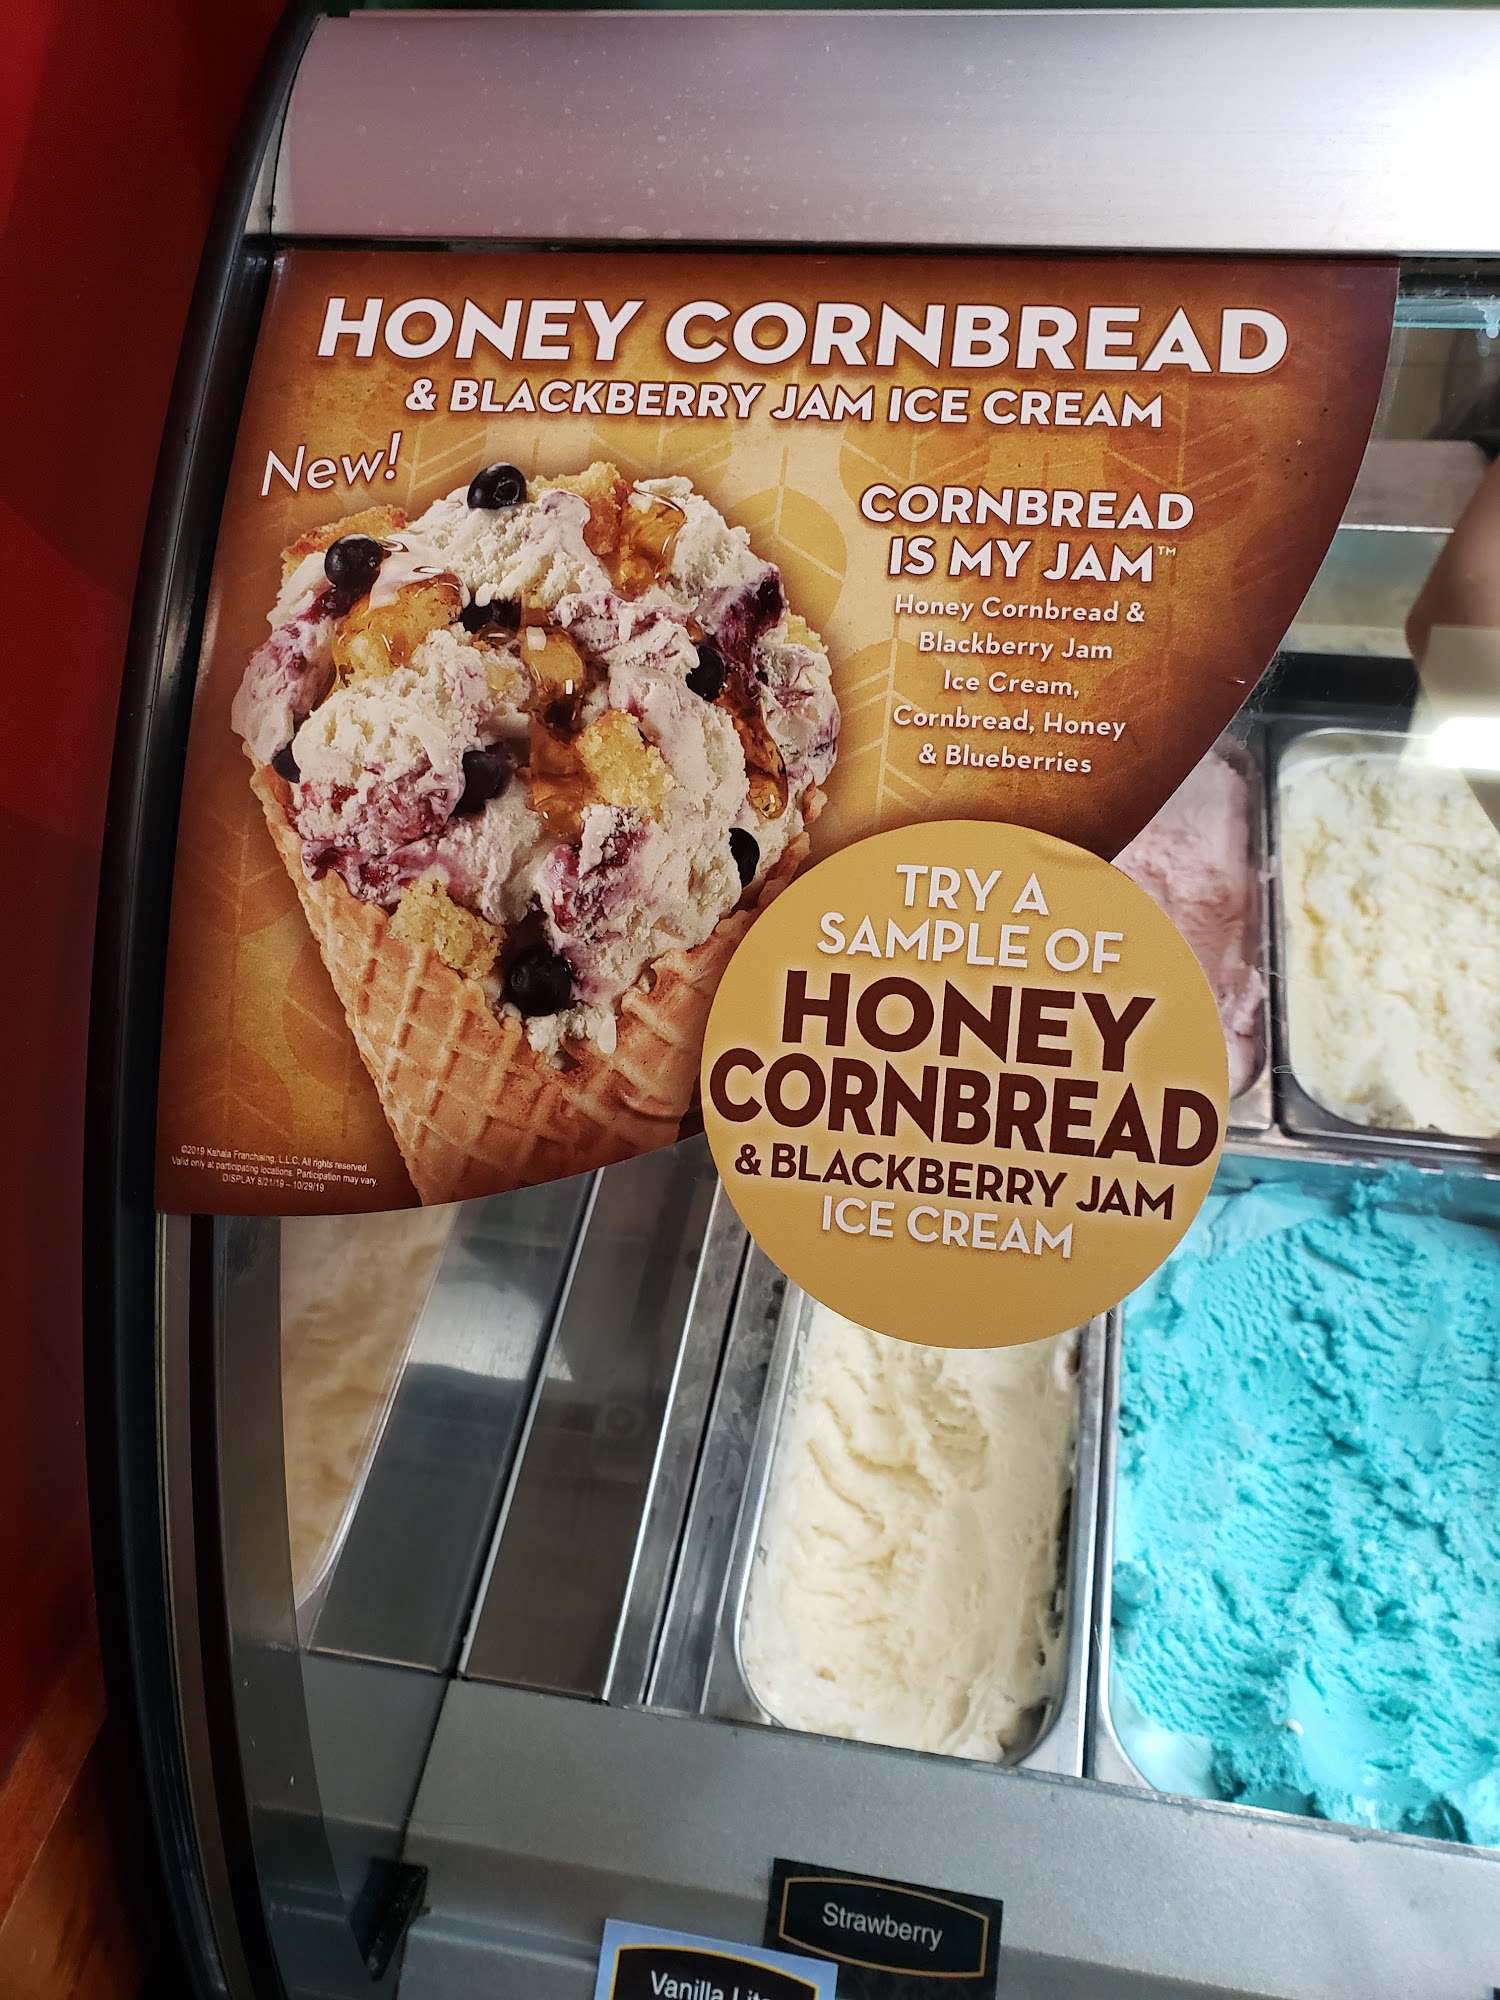 HONEY CORNBREAD
& BLACKBERRY JAM ICE CREAM
New!
CORNBREAD
IS MY JAM™
Honey Cornbread &
Blackberry Jam
Ice Cream,
Cornbread, Honey
& Blueberries
TRY A
SAMPLE OF
HONEY
CORNBREAD
& BLACKBERRY JAM
ICE CREAM
©2019 Kahala Franchising, L.L.C. All rights reserved.
Valid only at participating locations. Participation may vary.
DISPLAY 8/21/19 – 10/29/19
Strawberry
Vanilla